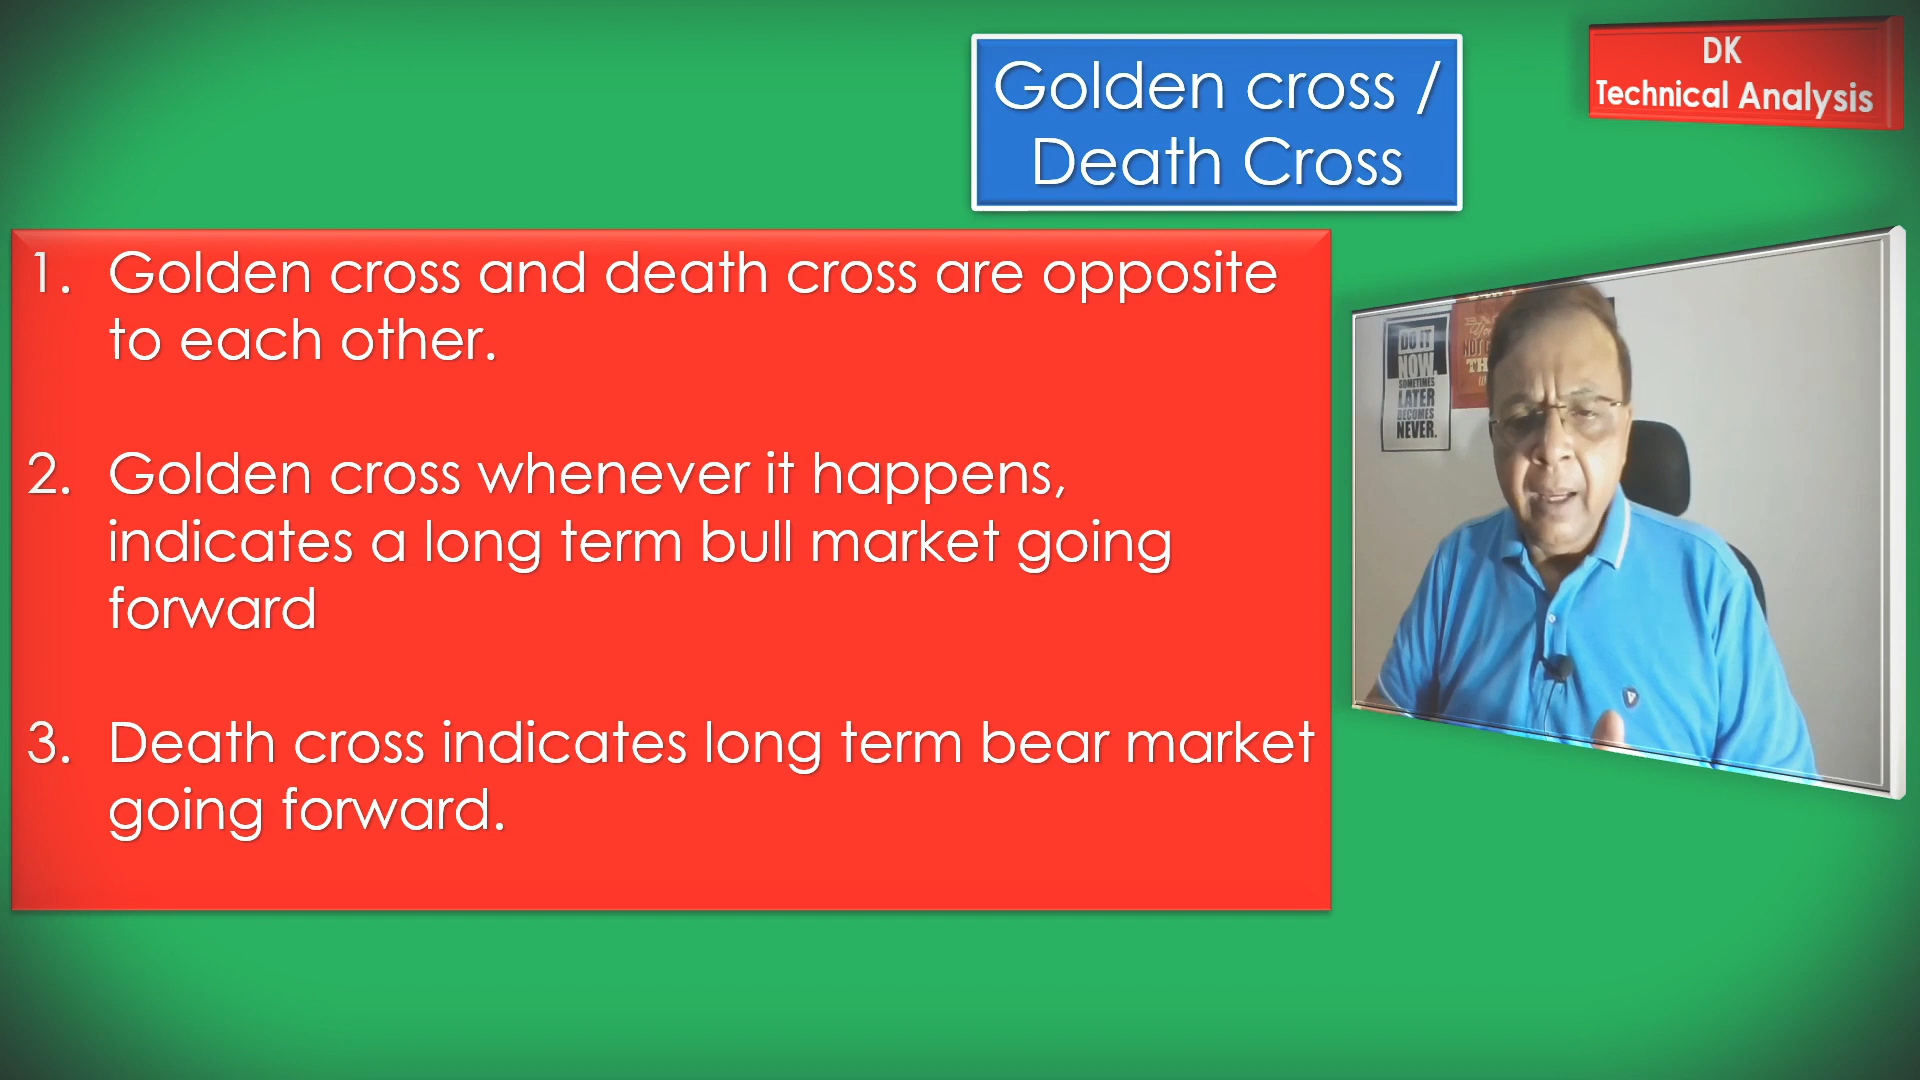 Golden cross /
Death Cross
DK
Technical Analysis
1. Golden cross and death cross are opposite
to each other.
2. Golden cross whenever it happens,
indicates a long term bull market going
forward
3. Death cross indicates long term bear market
going forward.
DO IT
NOW.
SOMETIMES
LATER
BECOMES
NEVER.